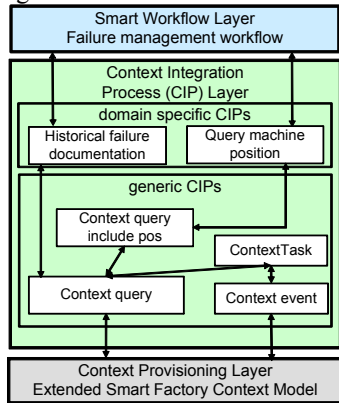 Smart Workflow Layer
Failure management workflow
Context Integration
Process (CIP) Layer
domain specific CIPs
Historical failure
documentation
Query machine
position
generic CIPs
Context query
include pos
ContextTask
Context query
Context event
Context Provisioning Layer
Extended Smart Factory Context Model